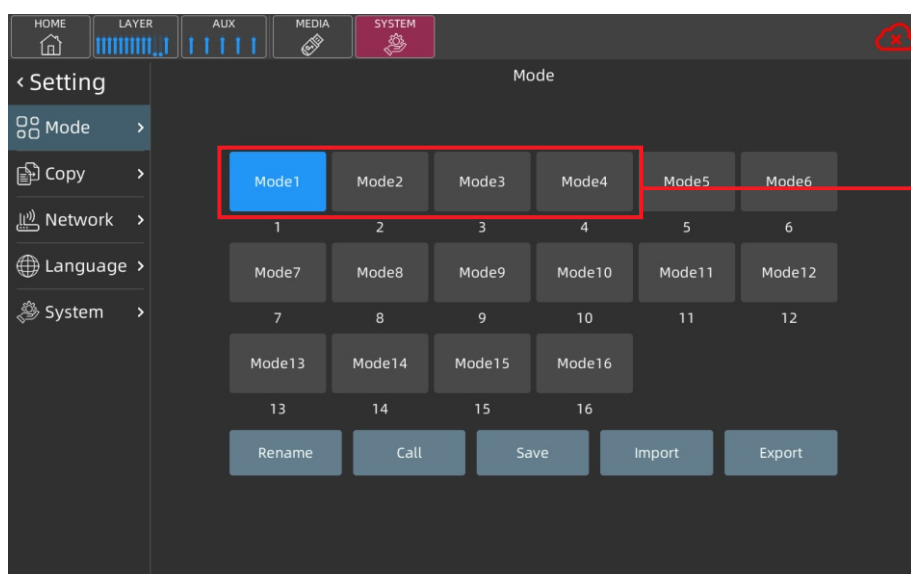 HOME LAYER AUX MEDIA SYSTEM
‹ Setting
Mode
Mode ›
Copy ›
Network ›
Language ›
System ›
Mode1 Mode2 Mode3 Mode4 Mode5 Mode6
1 2 3 4 5 6
Mode7 Mode8 Mode9 Mode10 Mode11 Mode12
7 8 9 10 11 12
Mode13 Mode14 Mode15 Mode16
13 14 15 16
Rename Call Save Import Export